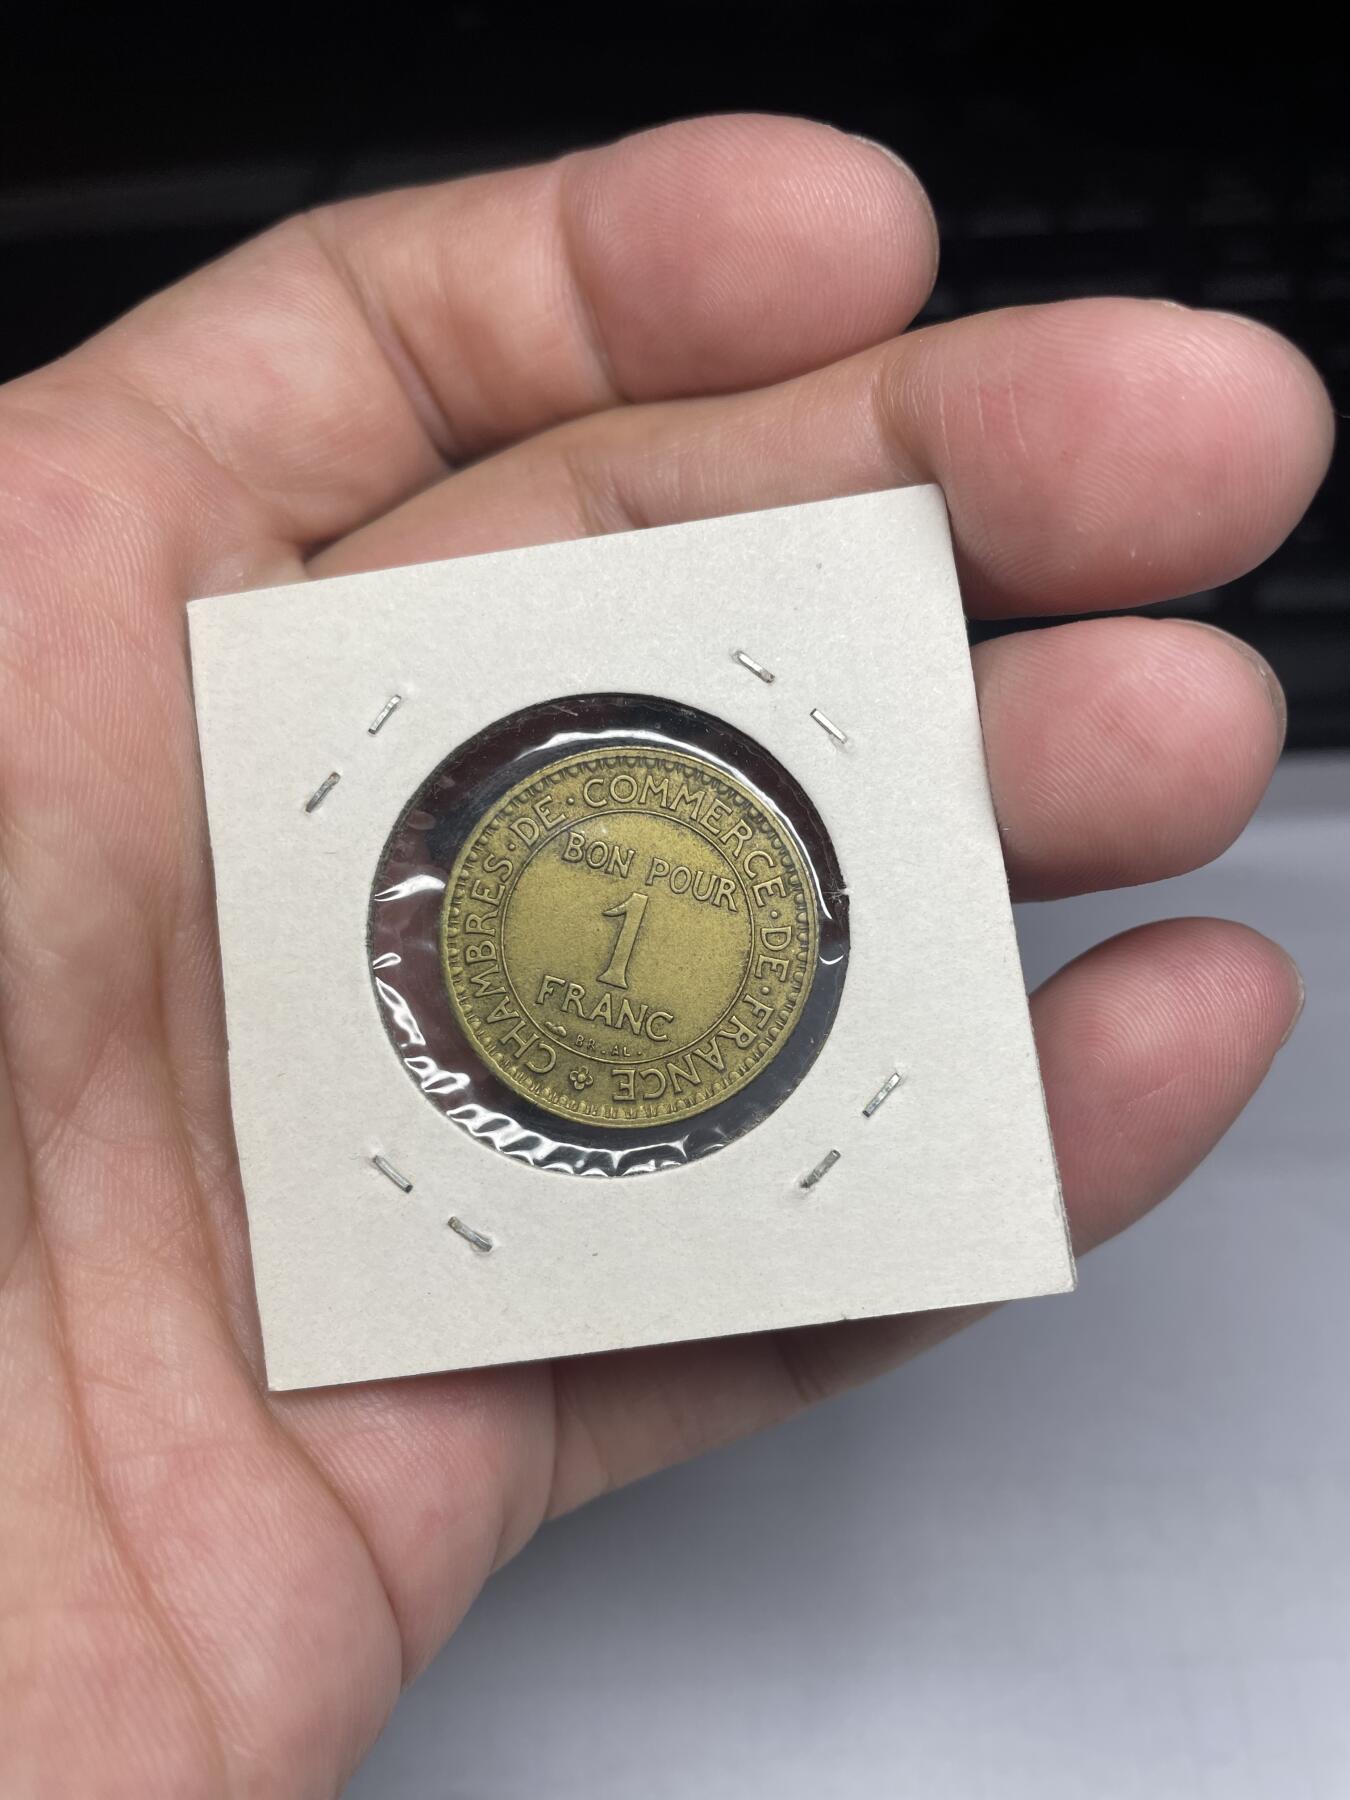 CHAMBRES · DE · COMMERCE · DE · FRANCE
BON POUR
1
FRANC
BR. AL.